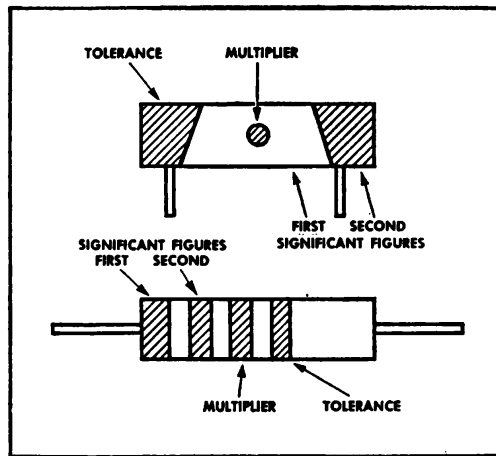 TOLERANCE MULTIPLIER
FIRST SECOND
SIGNIFICANT FIGURES
SIGNIFICANT FIGURES
FIRST SECOND
MULTIPLIER TOLERANCE